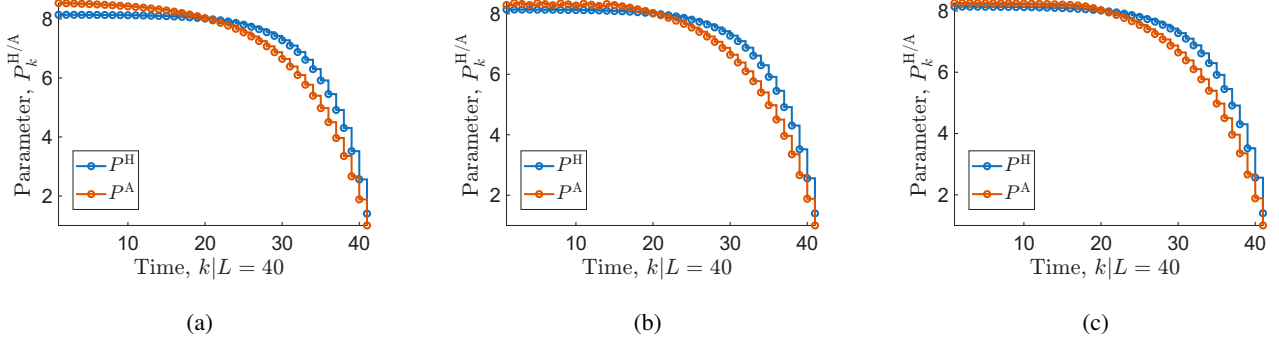 8
6
4
2
Parameter, $P_k^{\mathrm{H/A}}$
$P^{\mathrm{H}}$
$P^{\mathrm{A}}$
10 20 30 40
Time, $k|L = 40$
(a)
8
6
4
2
Parameter, $P_k^{\mathrm{H/A}}$
$P^{\mathrm{H}}$
$P^{\mathrm{A}}$
10 20 30 40
Time, $k|L = 40$
(b)
8
6
4
2
Parameter, $P_k^{\mathrm{H/A}}$
$P^{\mathrm{H}}$
$P^{\mathrm{A}}$
10 20 30 40
Time, $k|L = 40$
(c)